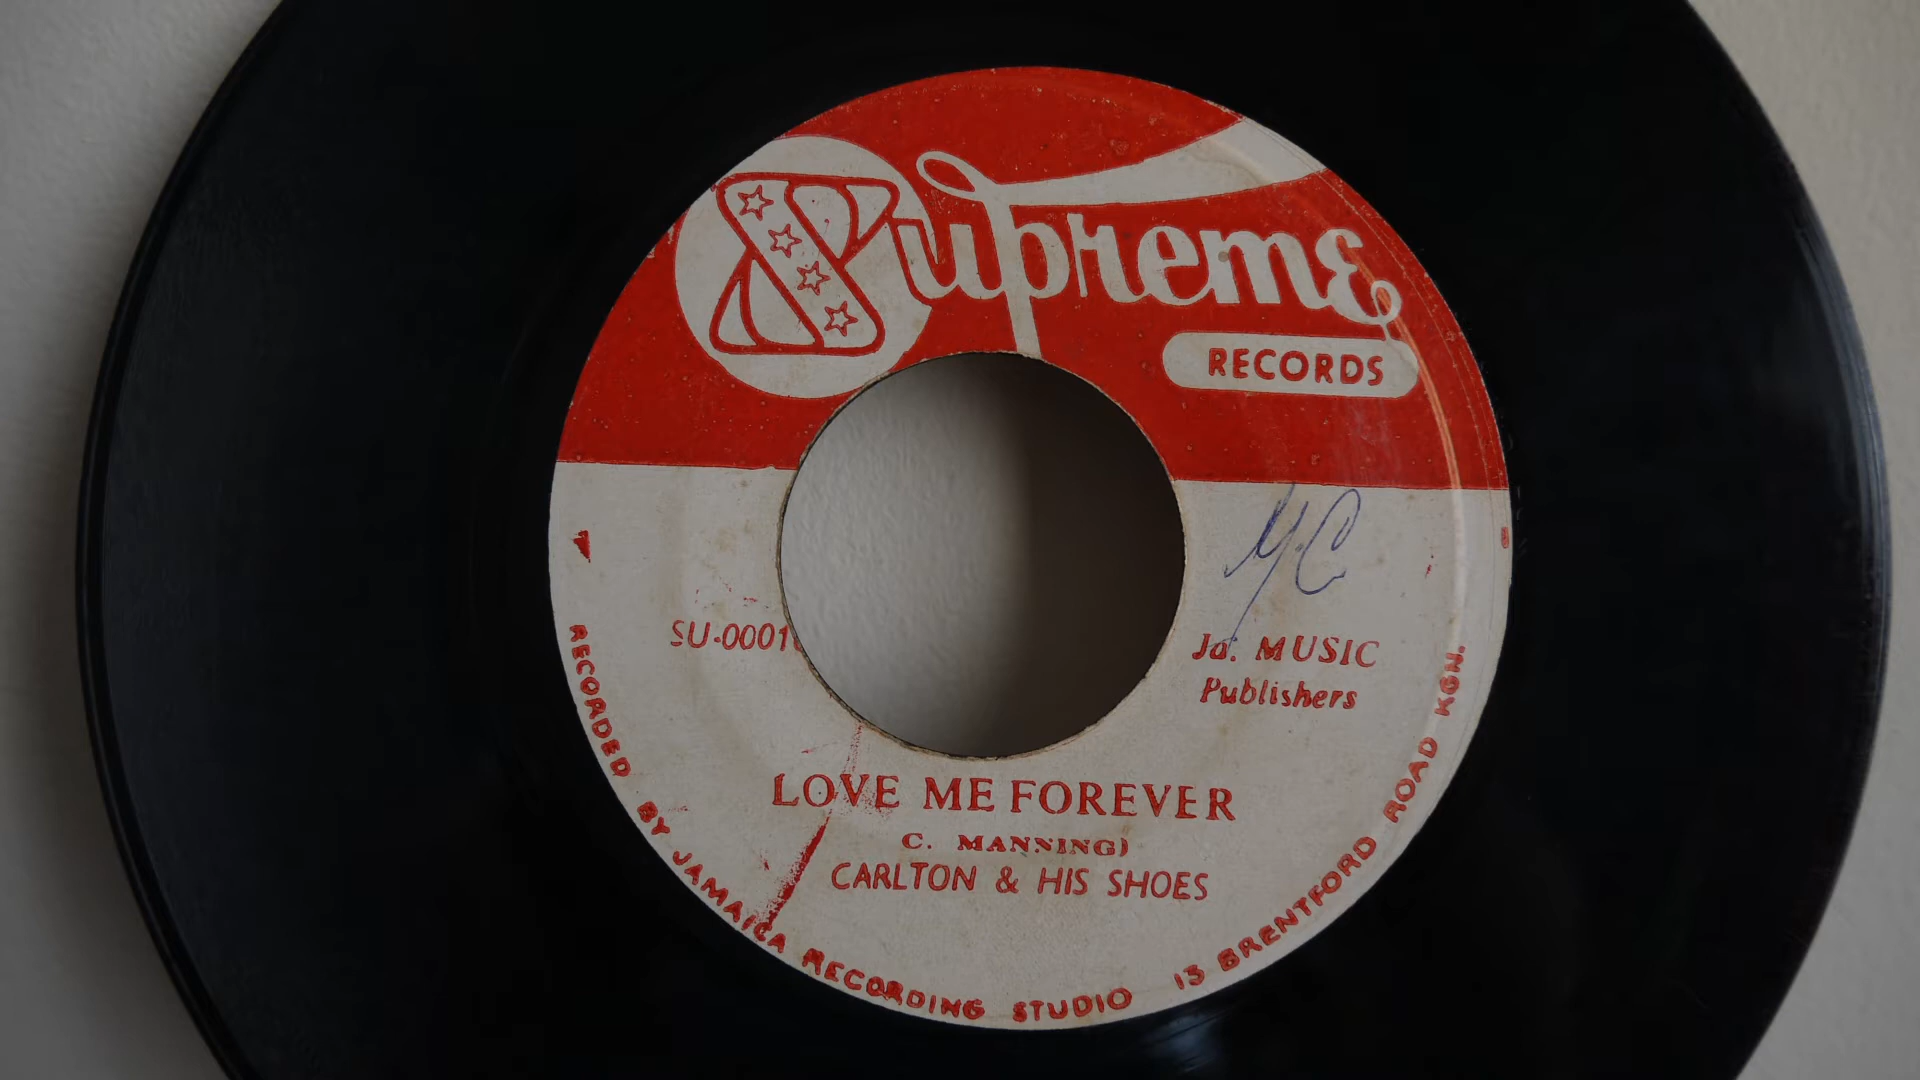 Supreme
RECORDS
YC
SU-0001
Ja. MUSIC
Publishers
LOVE ME FOREVER
C. MANNING)
CARLTON & HIS SHOES
RECORDED BY JAMAICA RECORDING STUDIO 13 BRENTFORD ROAD KGN.